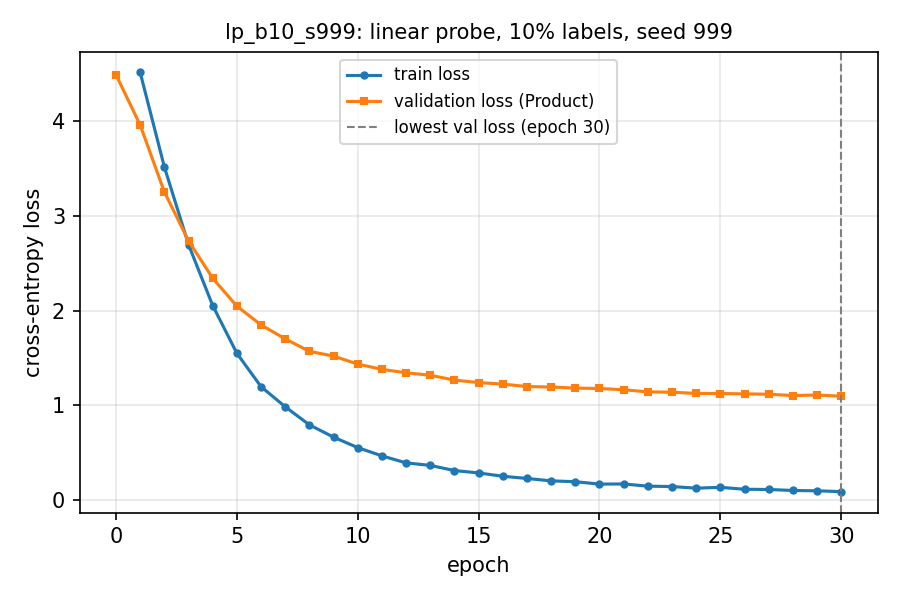 lp_b10_s999: linear probe, 10% labels, seed 999
train loss
validation loss (Product)
lowest val loss (epoch 30)
cross-entropy loss
4
3
2
1
0
0 5 10 15 20 25 30
epoch